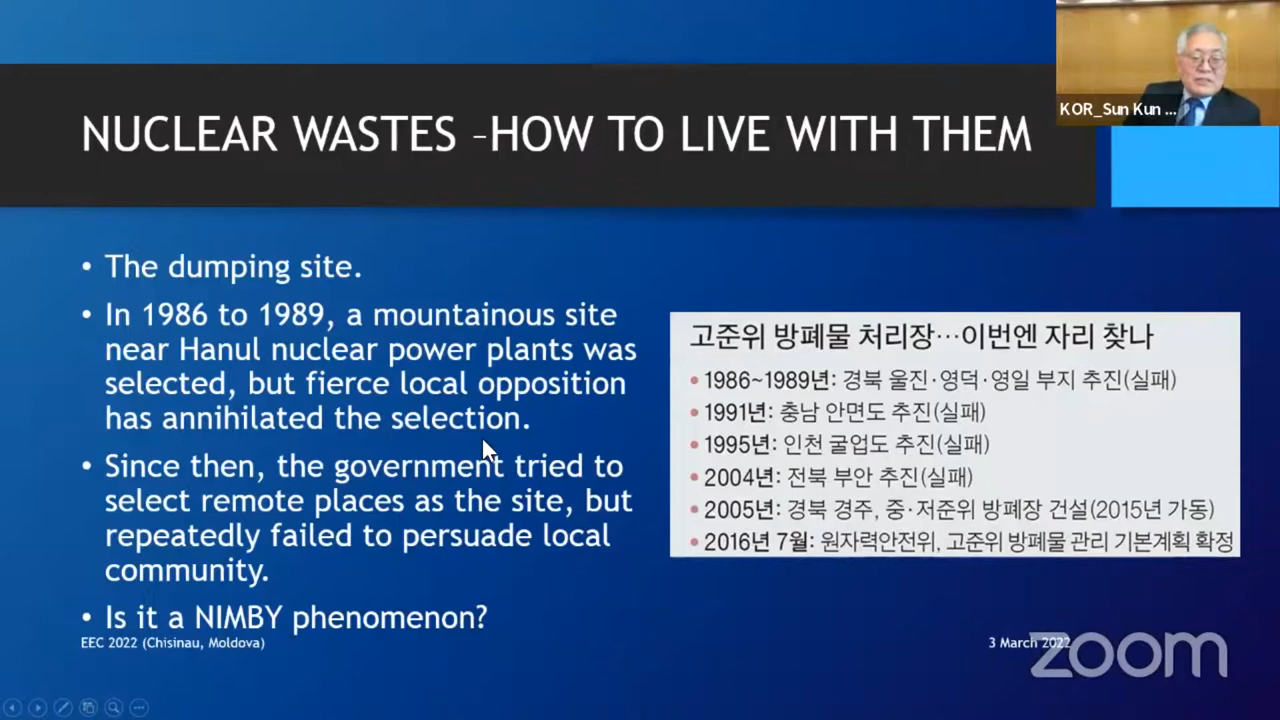 KOR_Sun Kun ...
NUCLEAR WASTES –HOW TO LIVE WITH THEM
• The dumping site.
• In 1986 to 1989, a mountainous site
near Hanul nuclear power plants was
selected, but fierce local opposition
has annihilated the selection.
• Since then, the government tried to
select remote places as the site, but
repeatedly failed to persuade local
community.
• Is it a NIMBY phenomenon?
고준위 방폐물 처리장…이번엔 자리 찾나
• 1986~1989년: 경북 울진·영덕·영일 부지 추진(실패)
• 1991년: 충남 안면도 추진(실패)
• 1995년: 인천 굴업도 추진(실패)
• 2004년: 전북 부안 추진(실패)
• 2005년: 경북 경주, 중·저준위 방폐장 건설(2015년 가동)
• 2016년 7월: 원자력안전위, 고준위 방폐물 관리 기본계획 확정
EEC 2022 (Chisinau, Moldova)
3 March 2022
zoom